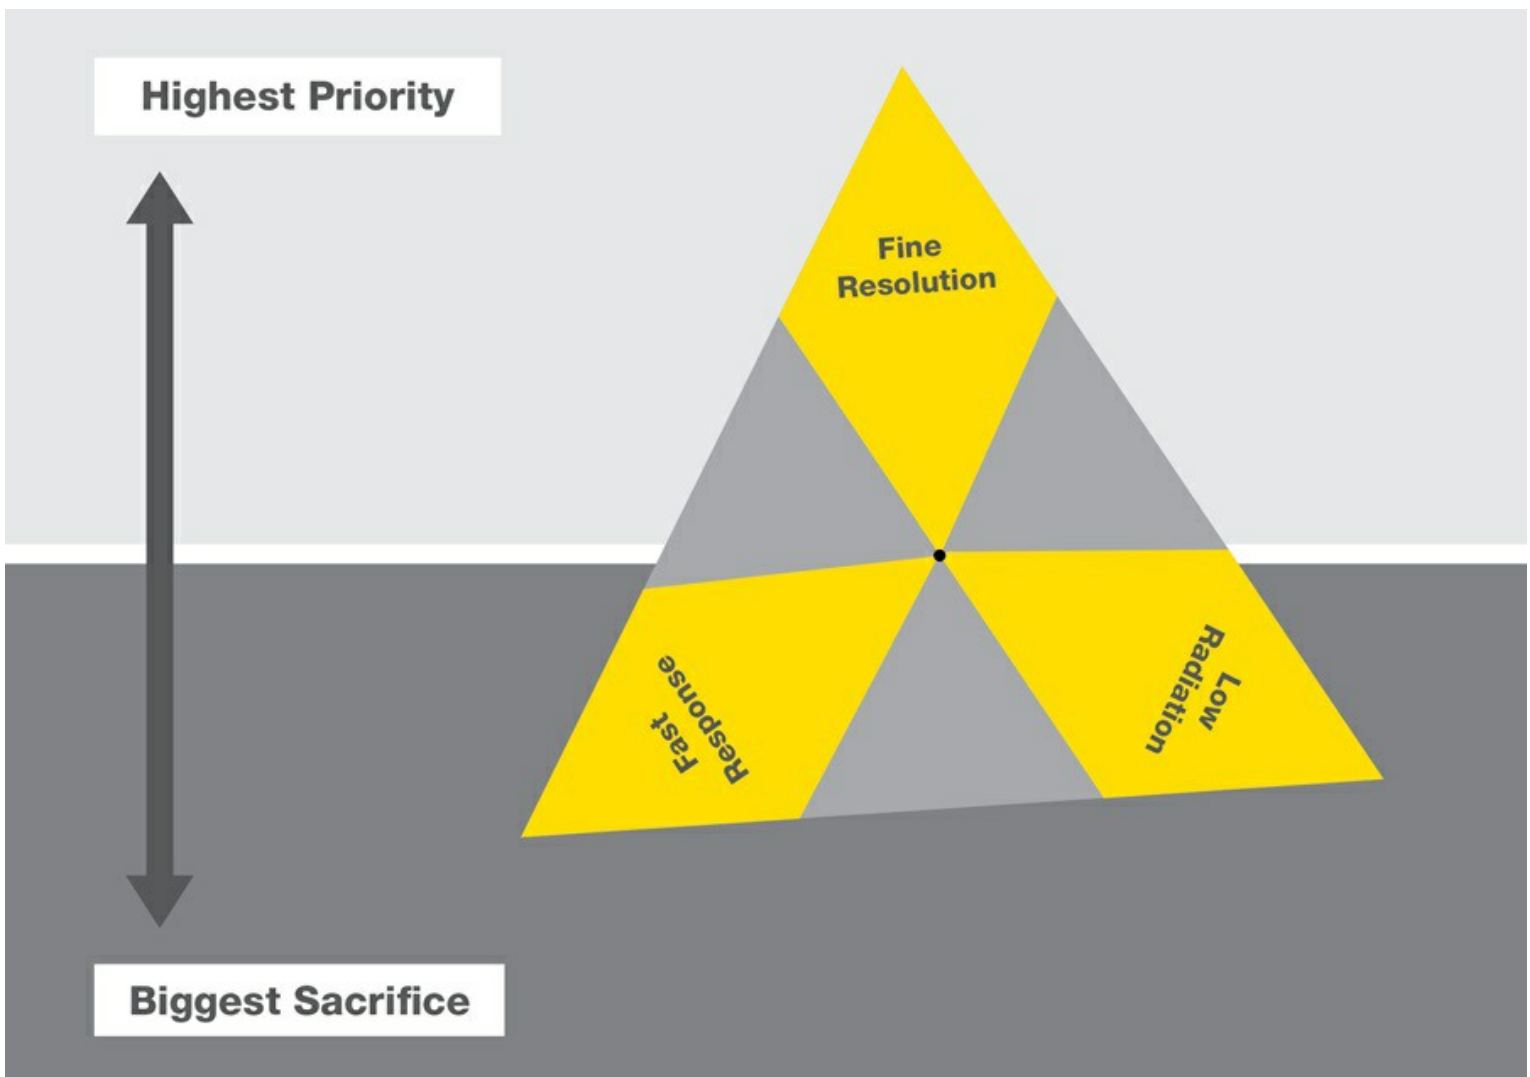 Highest Priority
Fine
Resolution
Fast
Response
Low
Radiation
Biggest Sacrifice